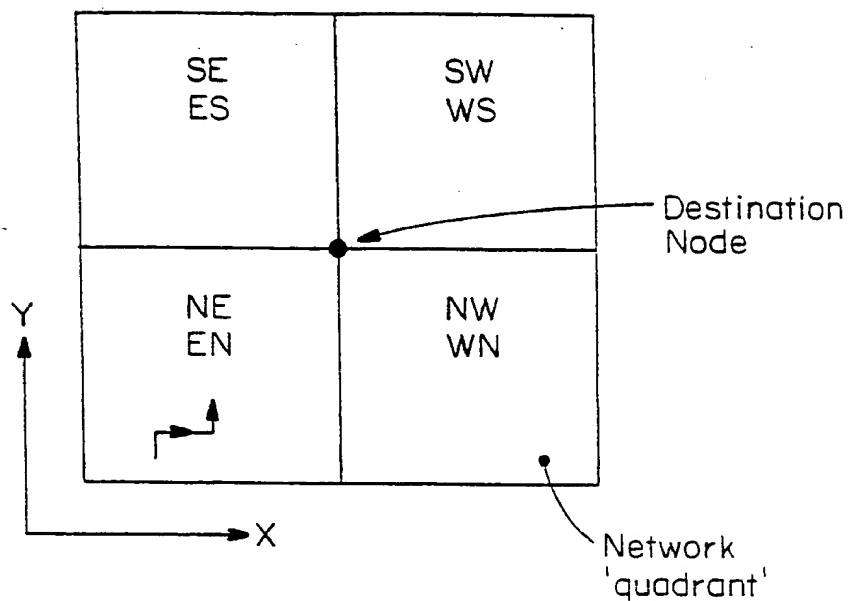 SE
ES
SW
WS
Destination
Node
NE
EN
NW
WN
Y
X
Network
'quadrant'